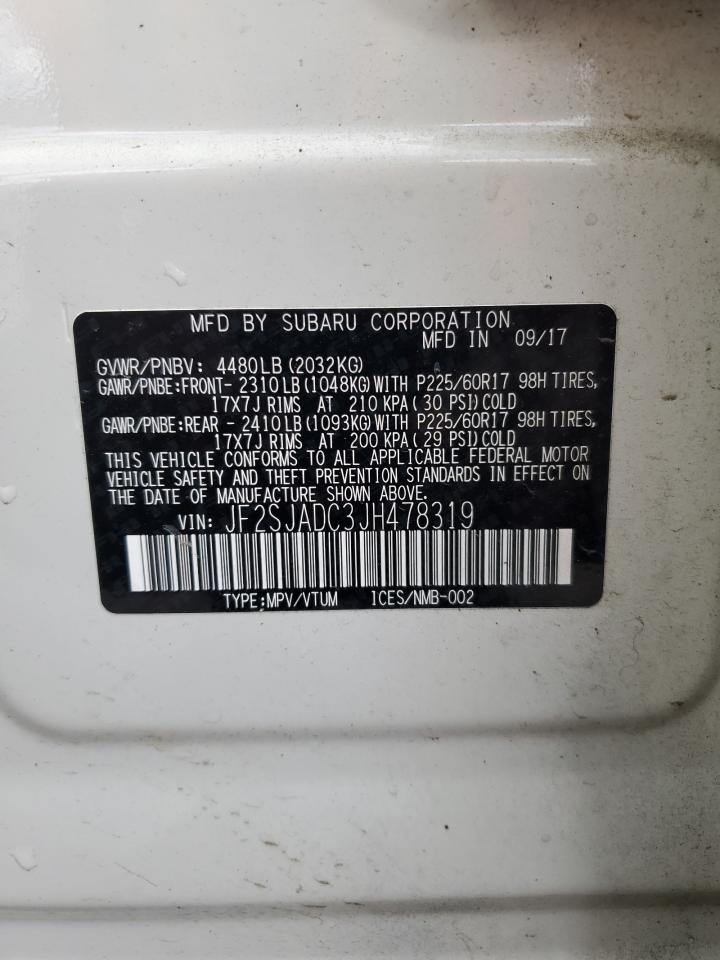 MFD BY SUBARU CORPORATION
MFD IN 09/17
GVWR/PNBV: 4480LB (2032KG)
GAWR/PNBE:FRONT- 2310LB (1048KG) WITH P225/60R17 98H TIRES,
17X7J RIMS AT 210 KPA (30 PSI) COLD
GAWR/PNBE:REAR - 2410LB (1093KG) WITH P225/60R17 98H TIRES,
17X7J RIMS AT 200 KPA (29 PSI) COLD
THIS VEHICLE CONFORMS TO ALL APPLICABLE FEDERAL MOTOR
VEHICLE SAFETY AND THEFT PREVENTION STANDARDS IN EFFECT ON
THE DATE OF MANUFACTURE SHOWN ABOVE.
VIN: JF2SJADC3JH478319
TYPE:MPV/VTUM ICES/NMB-002